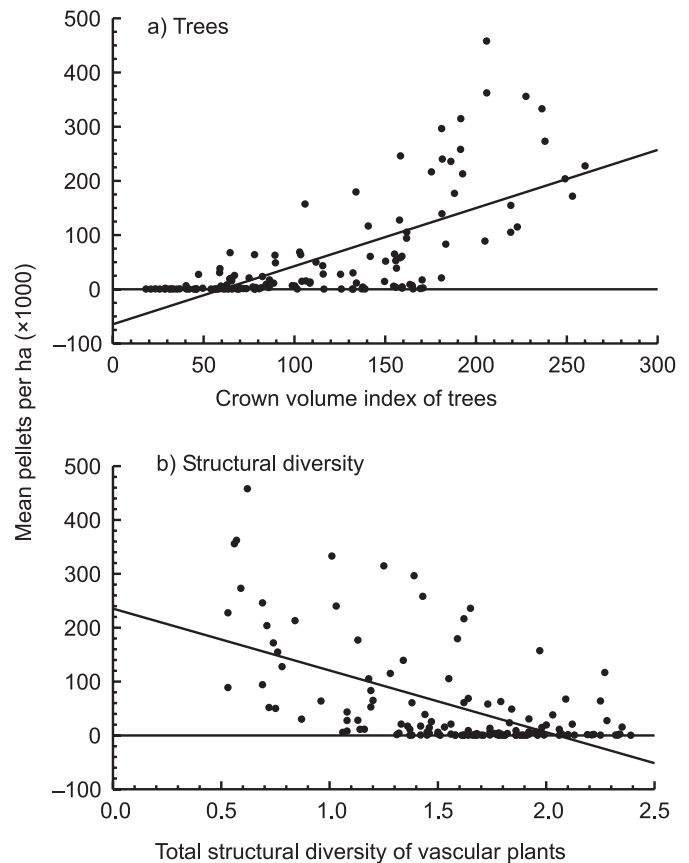 500
a) Trees
400
300
200
100
0
–100
0 50 100 150 200 250 300
Crown volume index of trees
Mean pellets per ha (×1000)
500
b) Structural diversity
400
300
200
100
0
–100
0.0 0.5 1.0 1.5 2.0 2.5
Total structural diversity of vascular plants